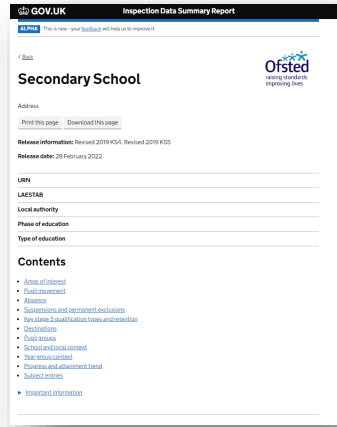 GOV.UK Inspection Data Summary Report
ALPHA This is new - your feedback will help us to improve it.
< Back
Ofsted
raising standards
improving lives
Secondary School
Address
Print this page Download this page
Release information: Revised 2019 KS4, Revised 2019 KS5
Release date: 28 February 2022
URN
LAESTAB
Local authority
Phase of education
Type of education
Contents
Areas of interest
Pupil movement
Absence
Suspensions and permanent exclusions
Key stage 5 qualification types and retention
Destinations
Pupil groups
School and local context
Year group context
Progress and attainment trend
Subject entries
Important information